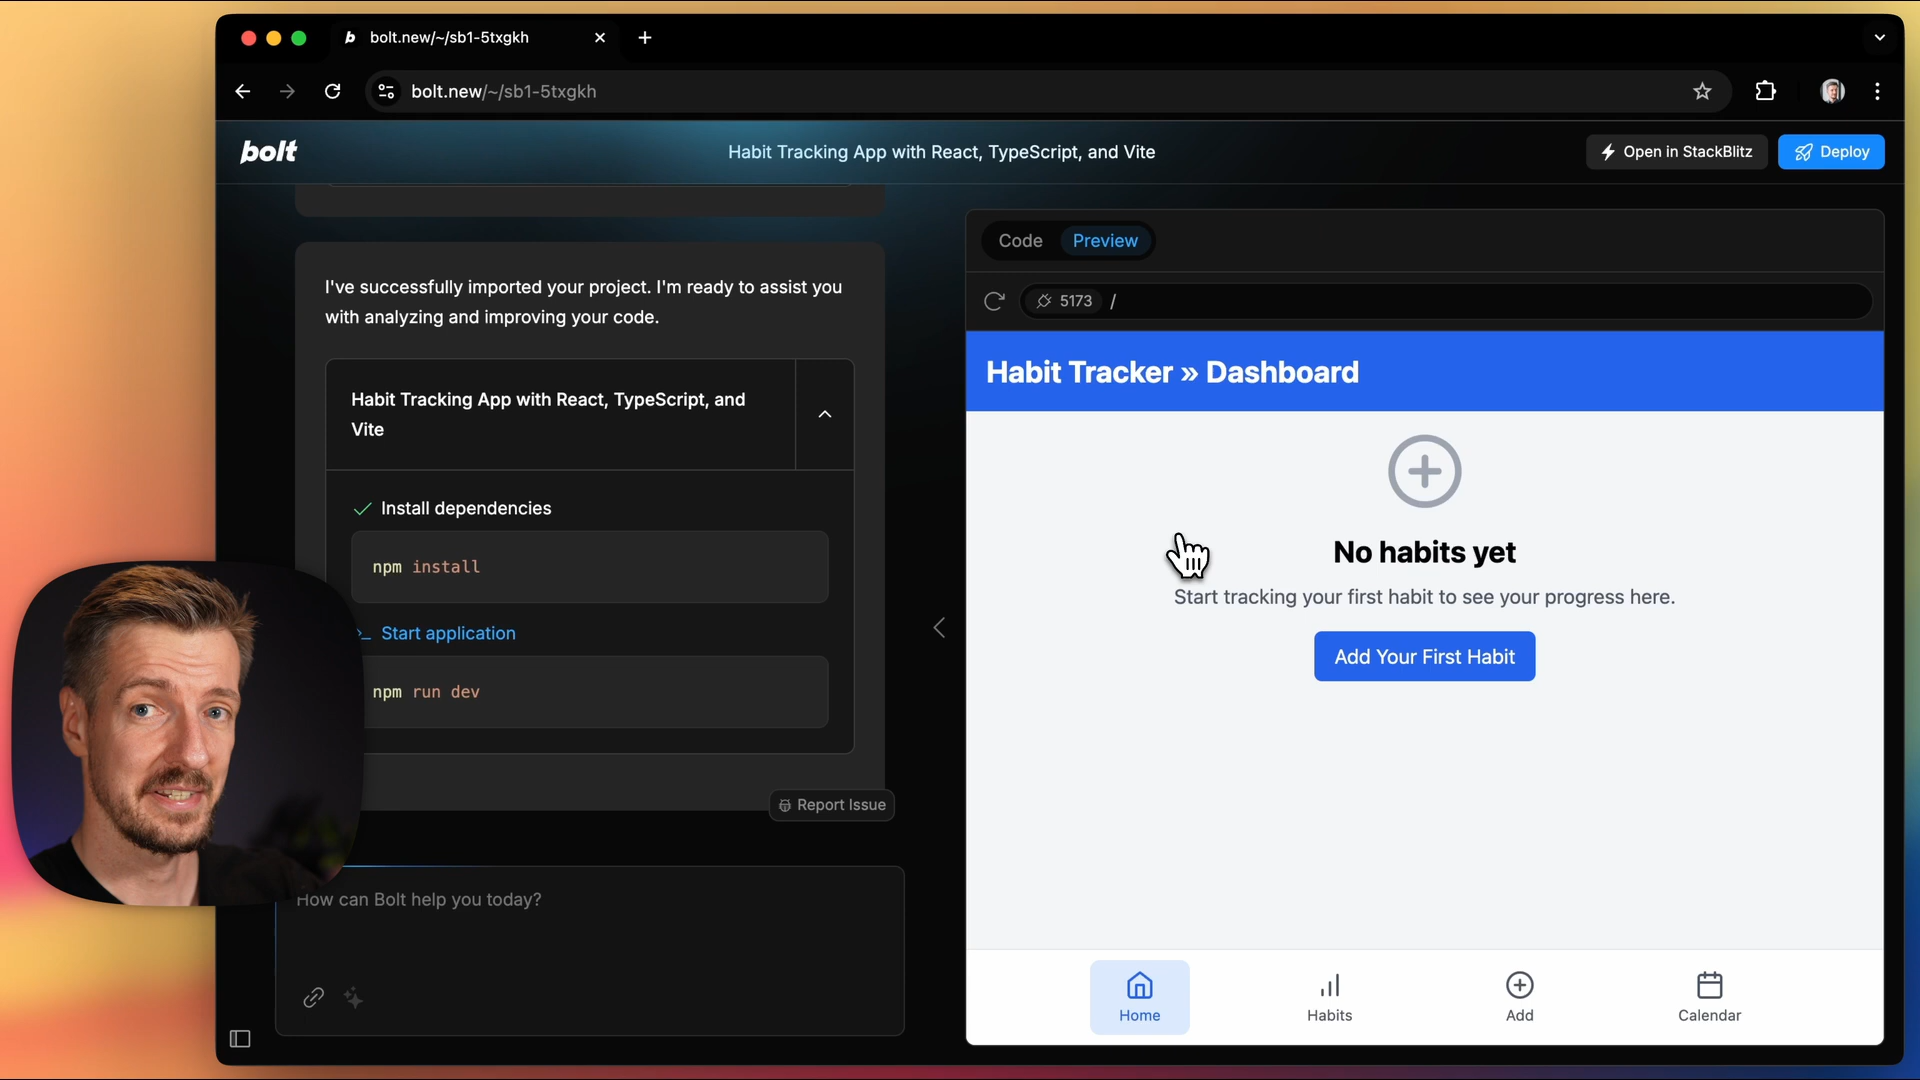 bolt.new/~/sb1-5txgkh
bolt.new/~/sb1-5txgkh
bolt
Habit Tracking App with React, TypeScript, and Vite
Open in StackBlitz
Deploy
I've successfully imported your project. I'm ready to assist you
with analyzing and improving your code.
Habit Tracking App with React, TypeScript, and
Vite
Install dependencies
npm install
Start application
npm run dev
Report Issue
How can Bolt help you today?
Code
Preview
5173 /
Habit Tracker » Dashboard
No habits yet
Start tracking your first habit to see your progress here.
Add Your First Habit
Home
Habits
Add
Calendar